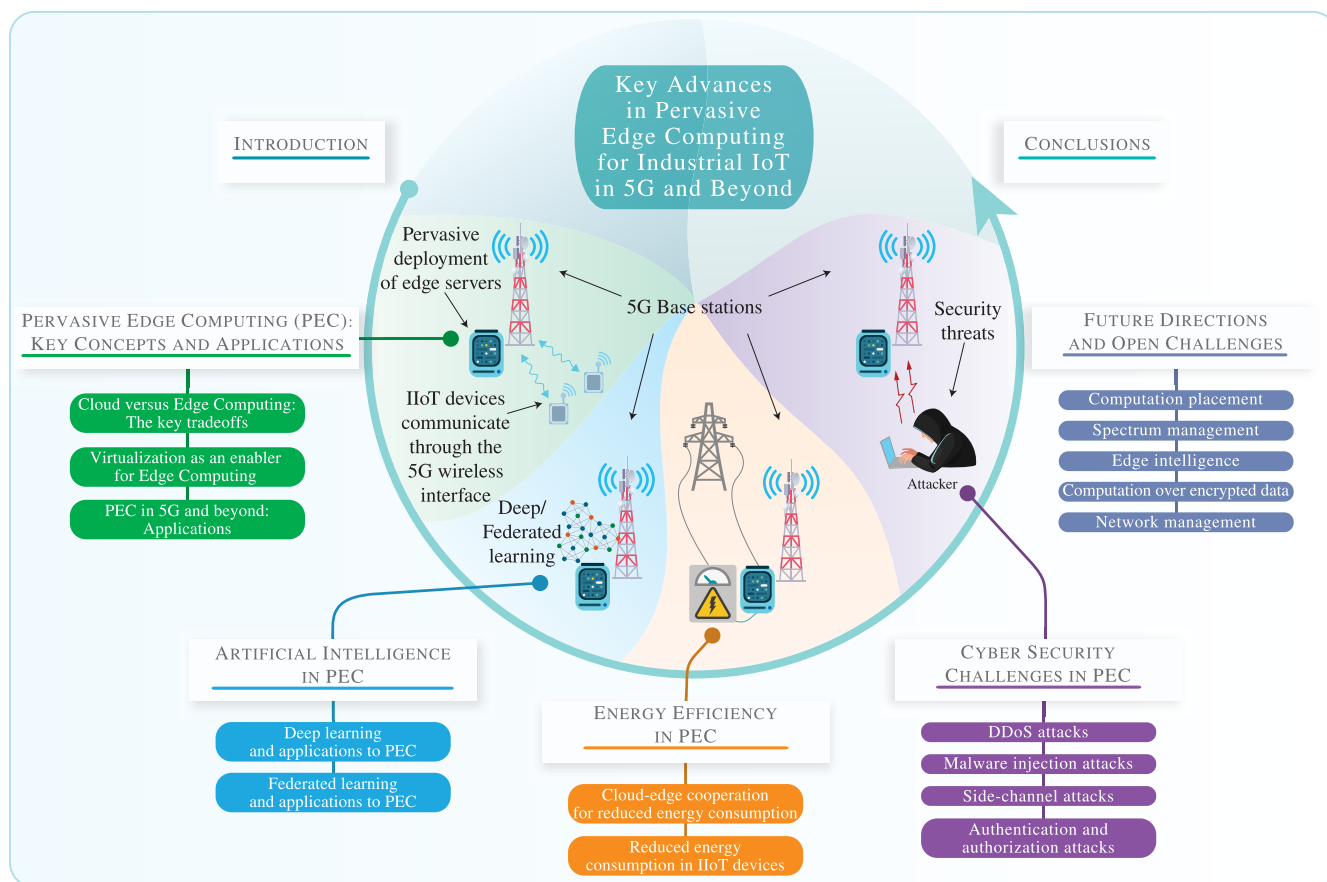 Key Advances
in Pervasive
Edge Computing
for Industrial IoT
in 5G and Beyond
INTRODUCTION
CONCLUSIONS
Pervasive
deployment
of edge servers
5G Base stations
Security
threats
IIoT devices
communicate
through the
5G wireless
interface
Deep/
Federated
learning
Attacker
PERVASIVE EDGE COMPUTING (PEC):
KEY CONCEPTS AND APPLICATIONS
Cloud versus Edge Computing:
The key tradeoffs
Virtualization as an enabler
for Edge Computing
PEC in 5G and beyond:
Applications
ARTIFICIAL INTELLIGENCE
IN PEC
Deep learning
and applications to PEC
Federated learning
and applications to PEC
ENERGY EFFICIENCY
IN PEC
Cloud-edge cooperation
for reduced energy consumption
Reduced energy
consumption in IIoT devices
CYBER SECURITY
CHALLENGES IN PEC
DDoS attacks
Malware injection attacks
Side-channel attacks
Authentication and
authorization attacks
FUTURE DIRECTIONS
AND OPEN CHALLENGES
Computation placement
Spectrum management
Edge intelligence
Computation over encrypted data
Network management